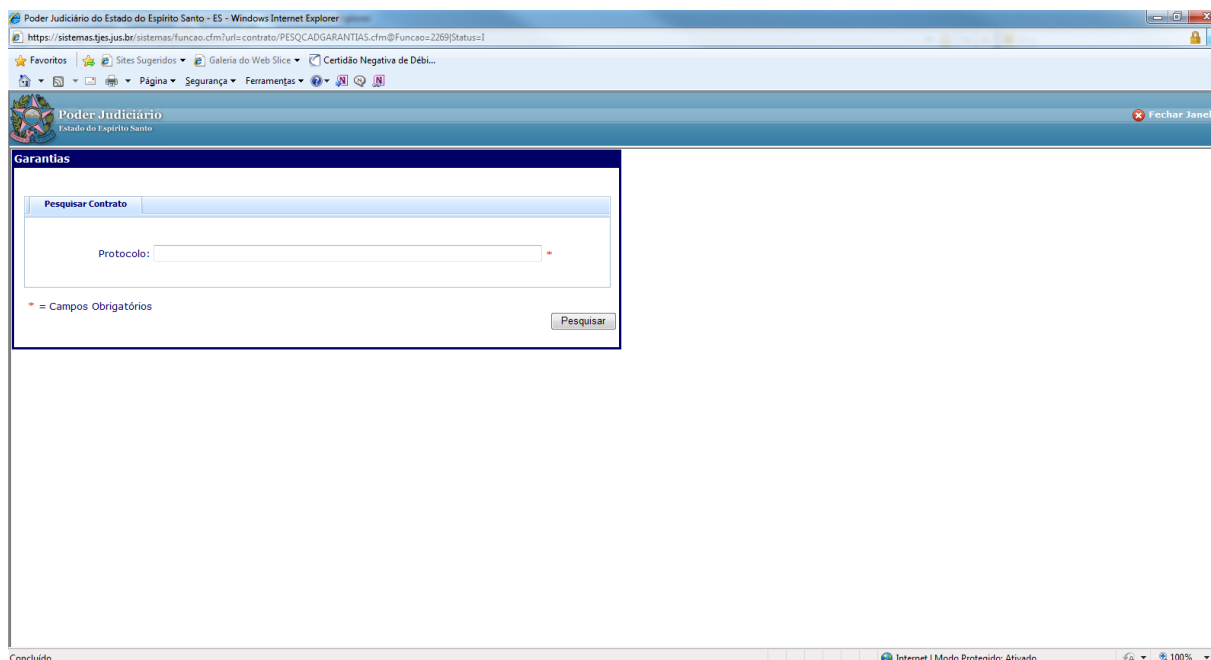 Poder Judiciário do Estado do Espírito Santo - ES - Windows Internet Explorer
https://sistemas.tjes.jus.br/sistemas/funcao.cfm?url=contrato/PESQCADGARANTIAS.cfm@Funcao=2269|Status=I
Favoritos Sites Sugeridos Galeria do Web Slice Certidão Negativa de Débi...
Página Segurança Ferramentas
Poder Judiciário
Estado do Espírito Santo
Fechar Janel
Garantias
Pesquisar Contrato
Protocolo: *
* = Campos Obrigatórios
Pesquisar
Concluído Internet | Modo Protegido: Ativado 100%